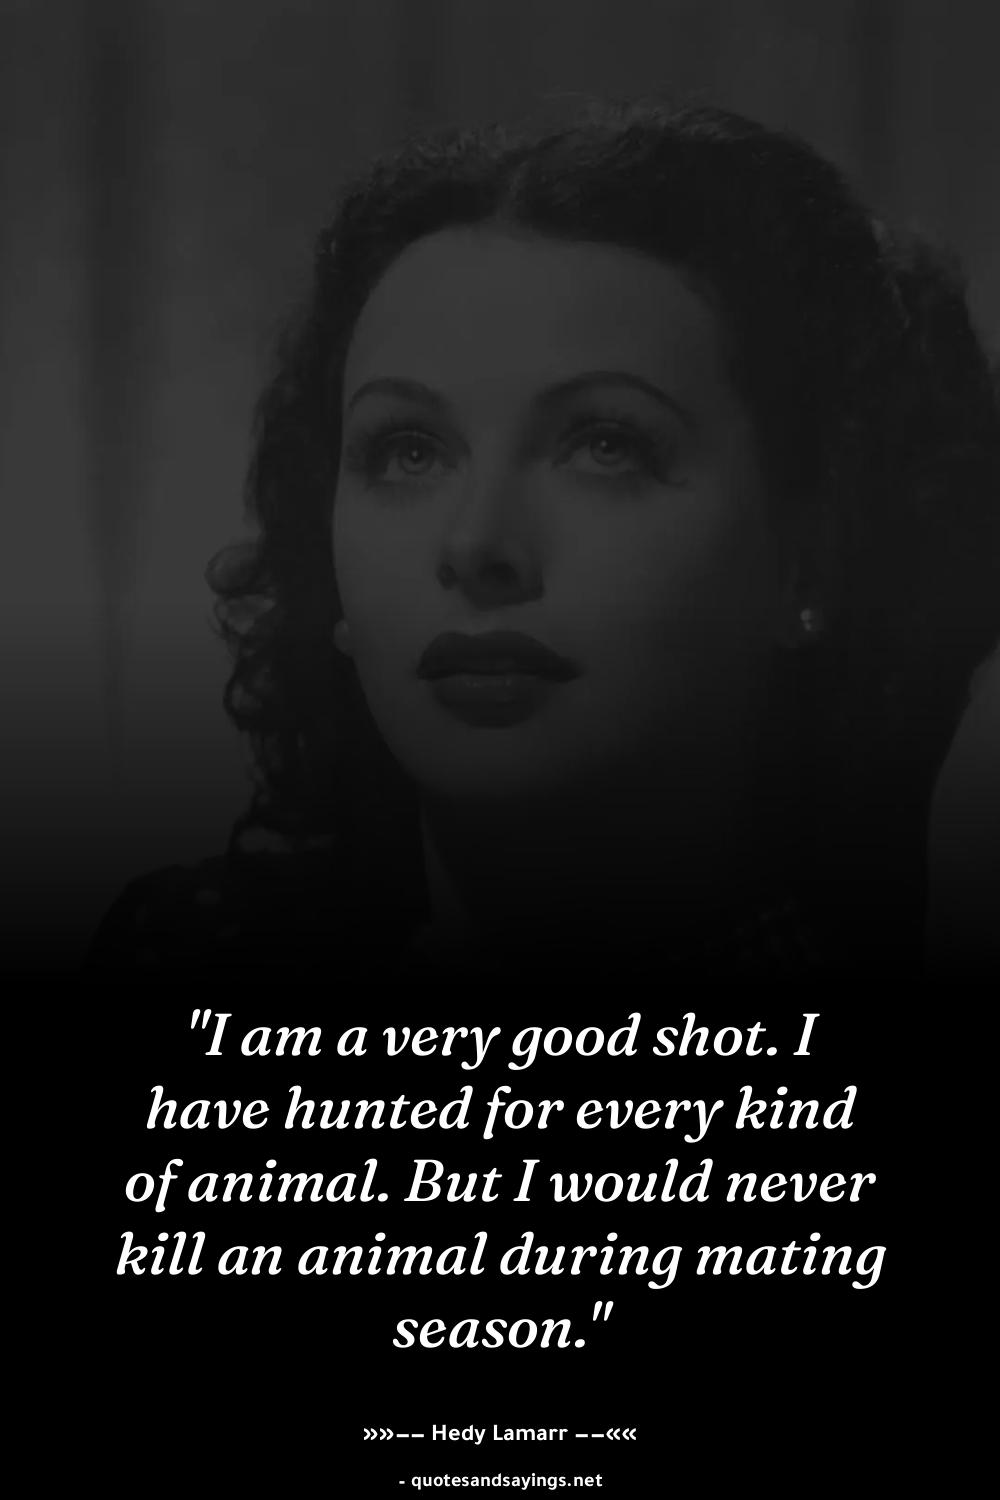 "I am a very good shot. I
have hunted for every kind
of animal. But I would never
kill an animal during mating
season."
»»−− Hedy Lamarr −−««
- quotesandsayings.net